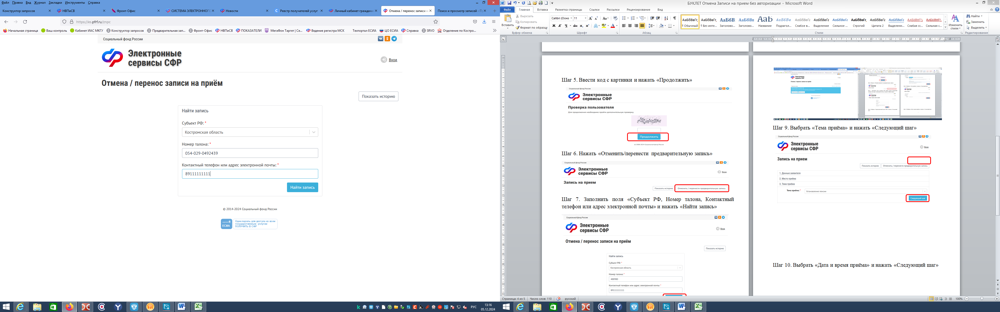 Файл Правка Вид Журнал Закладки Инструменты Справка
Конструктор запросов
НВПиСВ
Фронт-Офис
СИСТЕМА ЭЛЕКТРОННОГО
Новости
Реестр получателей услуг
Личный кабинет граждани
Отмена / перенос записи н
Поиск и просмотр записей - П
https://es.pfrf.ru/znpc
Начальная страница Ваш контроль Кабинет ИАС МКГУ Конструктор запросов Предварительная зап... Фронт-Офис НВПиСВ ПОКАЗАТЕЛИ МегаФон Таргет | Се... Ведение регистра МСК Техпортал ЕСИА ЦО ЕСИА Справка SRVO Отделение по Костро...
Социальный фонд России
Электронные
сервисы СФР
Вход
Отмена / перенос записи на приём
Показать историю
Найти запись
Субъект РФ: *
Костромская область
Номер талона: *
054-029-0492439
Контактный телефон или адрес электронной почты: *
89111111111
Найти запись
© 2014-2024 Социальный фонд России
ЕСИА
Один пароль для доступа ко всем
государственным услугам
ПОЛУЧИТЬ В СФР
РУС
13:16
05.12.2024
БУКЛЕТ Отмена Записи на прием без авторизации - Microsoft Word
Файл Главная Вставка Разметка страницы Ссылки Рассылки Рецензирование Вид
Вставить
Вырезать
Копировать
Формат по образцу
Буфер обмена
Calibri (Осно 11
Ж К Ч
Шрифт
Абзац
АаБбВвГг,
¶ Обычный
¶ Без инте...
Заголово...
Заголово...
Название
Подзагол...
Слабое в...
Выделение
Сильное ...
Строгий
Цитата 2
Выделенн...
Слабая сс...
Сильная с...
Стили
Изменить
стили
Найти
Заменить
Выделить
Редактирование
Шаг 5. Ввести код с картинки и нажать «Продолжить»
Социальный фонд России
Электронные
сервисы СФР
Проверка пользователя
Для продолжения необходимо пройти дополнительную проверку.
Продолжить
© 2008-2024 Социальный фонд России
Шаг 6. Нажать «Отменить/перенести предварительную запись»
Социальный фонд России
Электронные
сервисы СФР
Вход
Запись на прием
Показать историю
Отменить / перенести предварительную запись
Шаг 7. Заполнить поля «Субъект РФ, Номер талона, Контактный
телефон или адрес электронной почты» и нажать «Найти запись»
Социальный фонд России
Электронные
сервисы СФР
Вход
Отмена / перенос записи на приём
Показать историю
Найти запись
Субъект РФ: *
Костромская область
Номер талона: *
488980
Контактный телефон или адрес электронной почты: *
89111111111
Шаг 9. Выбрать «Тема приёма» и нажать «Следующий шаг»
Социальный фонд России
Электронные
сервисы СФР
Вход
Запись на прием
Показать историю
Отменить / перенести предварительную запись
1. Данные заявителя
2. Место приёма
3. Тема приёма
Тема приёма: *
Установление пенсии
Следующий шаг
Шаг 10. Выбрать «Дата и время приёма» и нажать «Следующий шаг»
Страница: 4 из 5
Число слов: 110
русский
100%